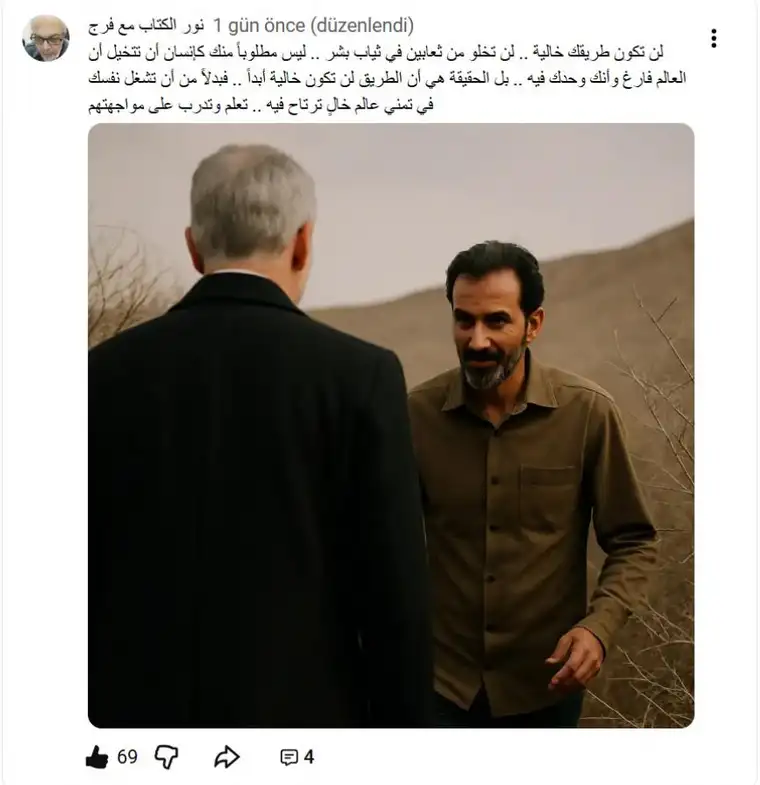 نور الكتاب مع فرج 1 gün önce (düzenlendi)
لن تكون طريقك خالية .. لن تخلو من ثعابين في ثياب بشر .. ليس مطلوباً منك كإنسان أن تتخيل أن
العالم فارغ وأنك وحدك فيه .. بل الحقيقة هي أن الطريق لن تكون خالية أبداً .. فبدلاً من أن تشغل نفسك
في تمني عالم خالٍ ترتاح فيه .. تعلم وتدرب على مواجهتهم
69 4